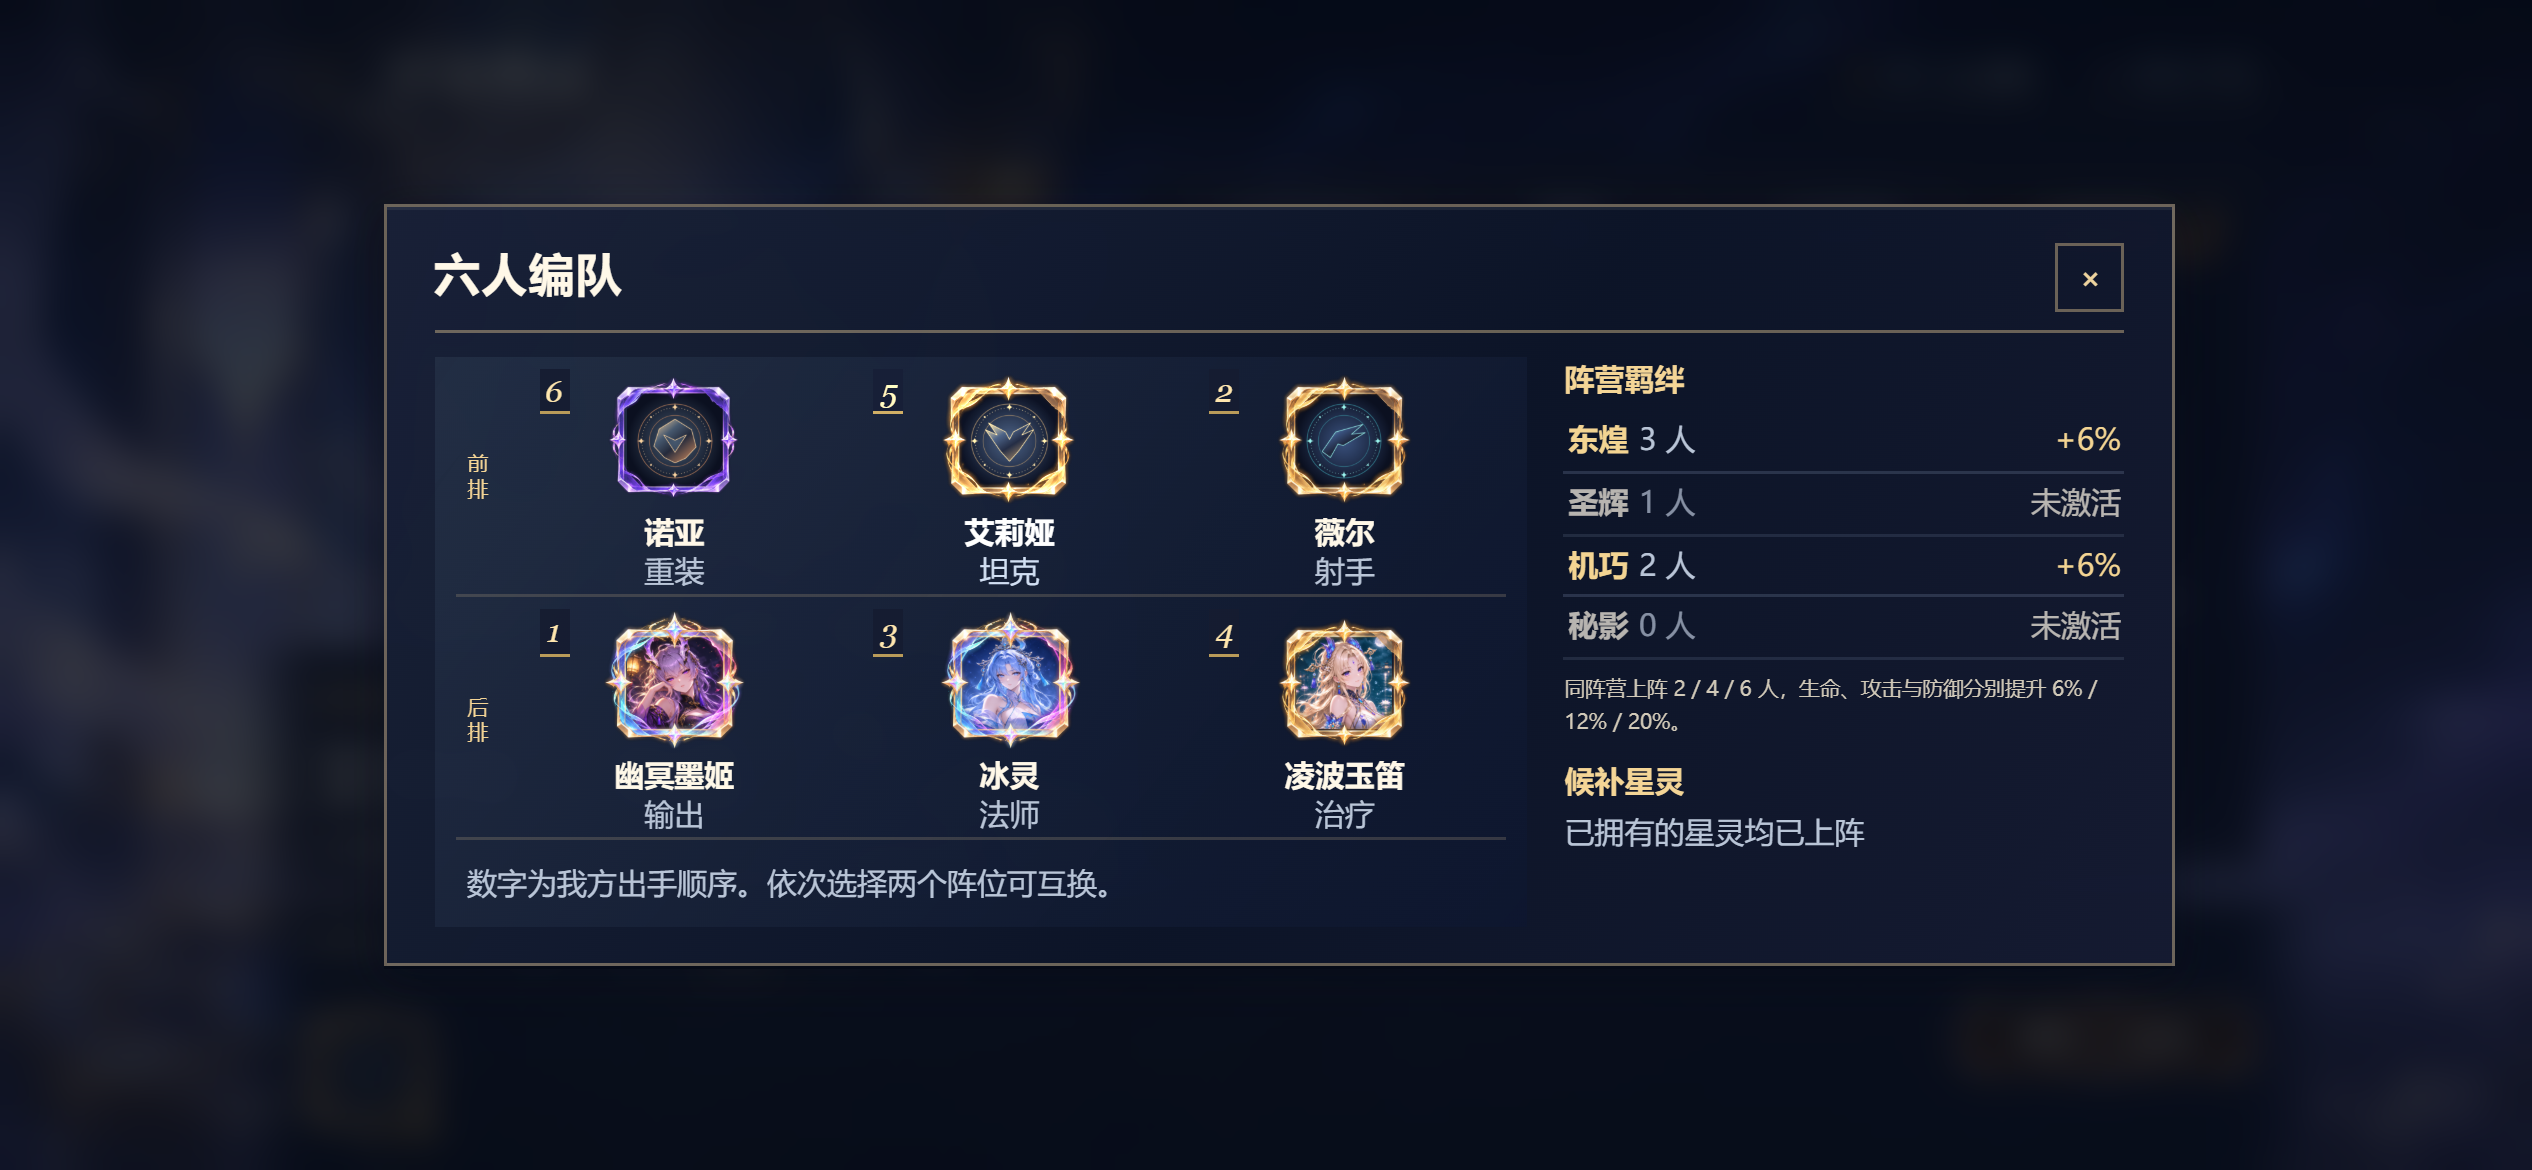 六人编队
×
前排
6
诺亚
重装
5
艾莉娅
坦克
2
薇尔
射手
后排
1
幽冥墨姬
输出
3
冰灵
法师
4
凌波玉笛
治疗
数字为我方出手顺序。依次选择两个阵位可互换。
阵营羁绊
东煌 3 人 +6%
圣辉 1 人 未激活
机巧 2 人 +6%
秘影 0 人 未激活
同阵营上阵 2 / 4 / 6 人，生命、攻击与防御分别提升 6% /
12% / 20%。
候补星灵
已拥有的星灵均已上阵